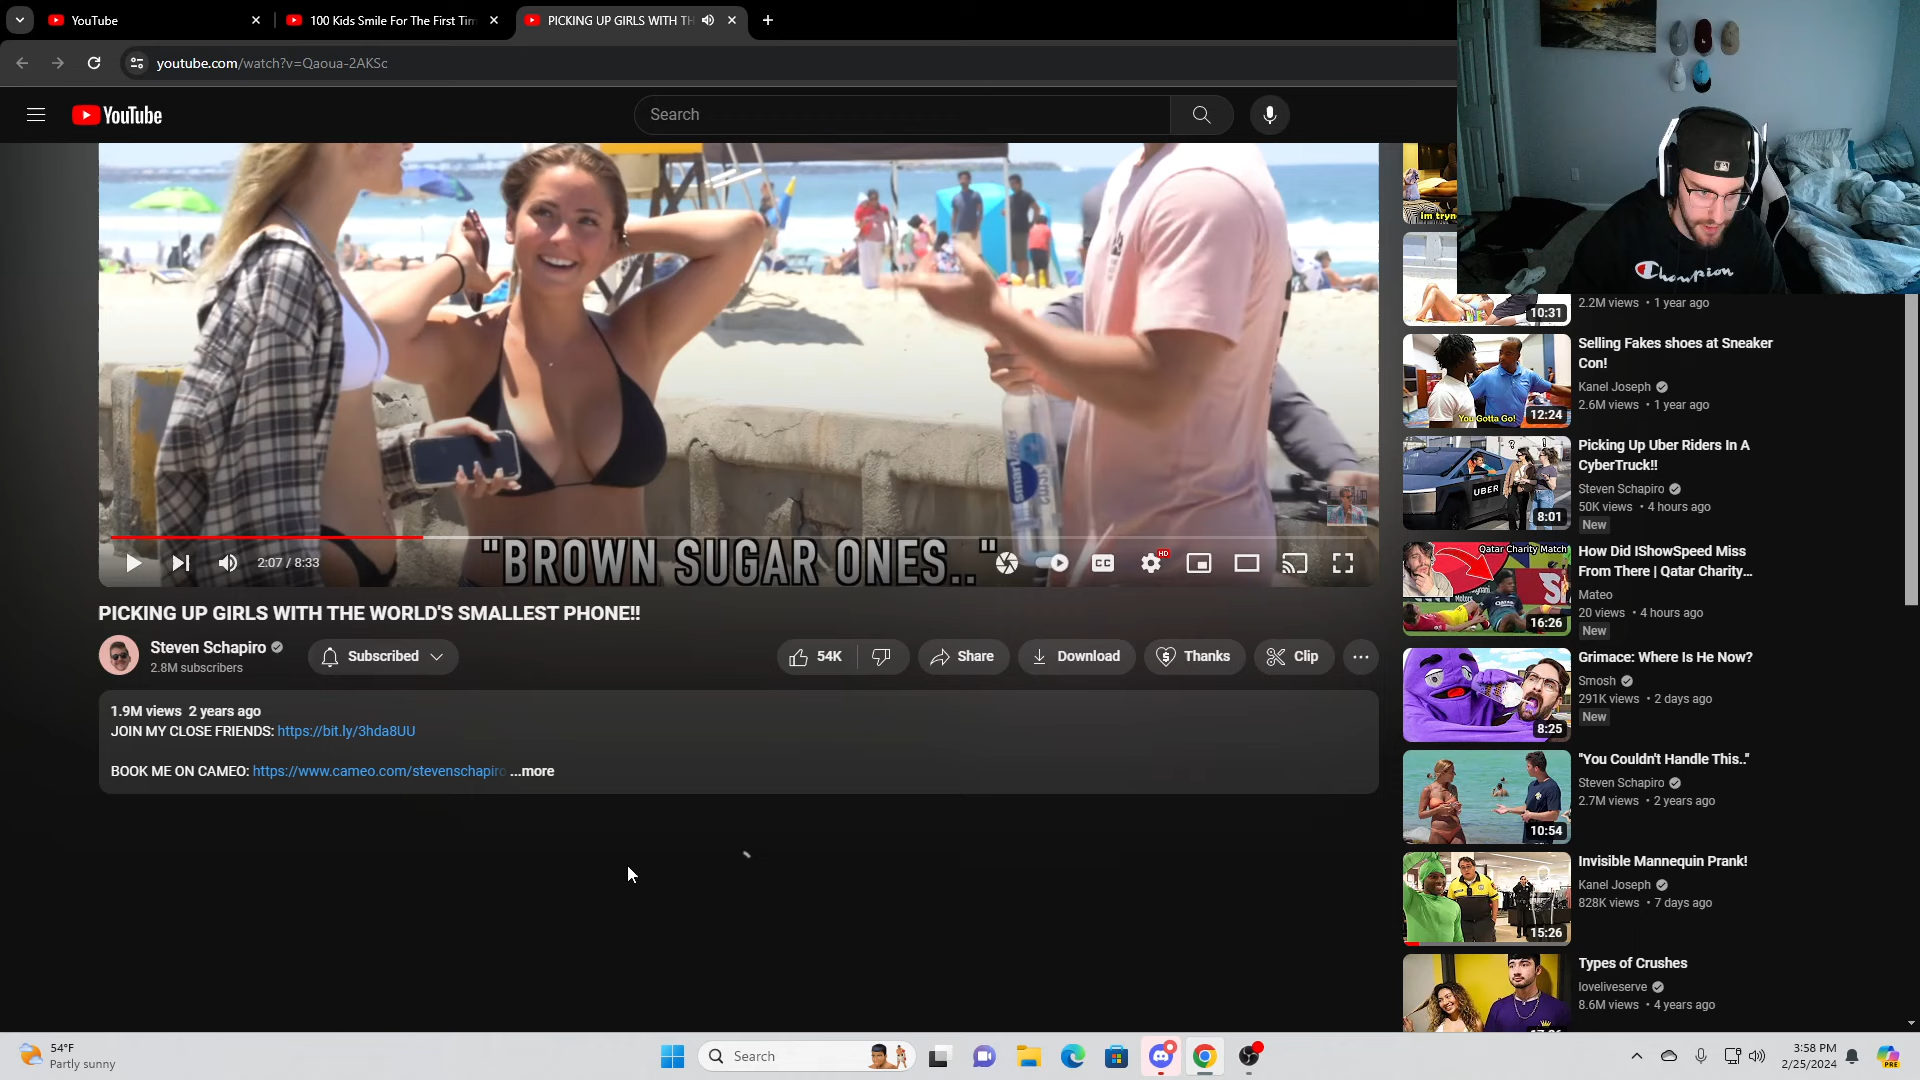 YouTube
100 Kids Smile For The First Tim
PICKING UP GIRLS WITH TH
youtube.com/watch?v=Qaoua-2AKSc
YouTube
Search
Champion
smartwater
"BROWN SUGAR ONES.."
2:07 / 8:33
CC
HD
PICKING UP GIRLS WITH THE WORLD'S SMALLEST PHONE!!
Steven Schapiro
2.8M subscribers
Subscribed
54K
Share
Download
Thanks
Clip
1.9M views 2 years ago
JOIN MY CLOSE FRIENDS: https://bit.ly/3hda8UU
BOOK ME ON CAMEO: https://www.cameo.com/stevenschapiro ...more
Im tryn
10:31
2.2M views • 1 year ago
You Gotta Go!
12:24
Selling Fakes shoes at Sneaker
Con!
Kanel Joseph
2.6M views • 1 year ago
UBER
8:01
Picking Up Uber Riders In A
CyberTruck!!
Steven Schapiro
50K views • 4 hours ago
New
Qatar Charity Match
16:26
How Did IShowSpeed Miss
From There | Qatar Charity...
Mateo
20 views • 4 hours ago
New
8:25
Grimace: Where Is He Now?
Smosh
291K views • 2 days ago
New
10:54
"You Couldn't Handle This.."
Steven Schapiro
2.7M views • 2 years ago
15:26
Invisible Mannequin Prank!
Kanel Joseph
828K views • 7 days ago
Types of Crushes
loveliveserve
8.6M views • 4 years ago
54°F
Partly sunny
Search
3:58 PM
2/25/2024
PRE